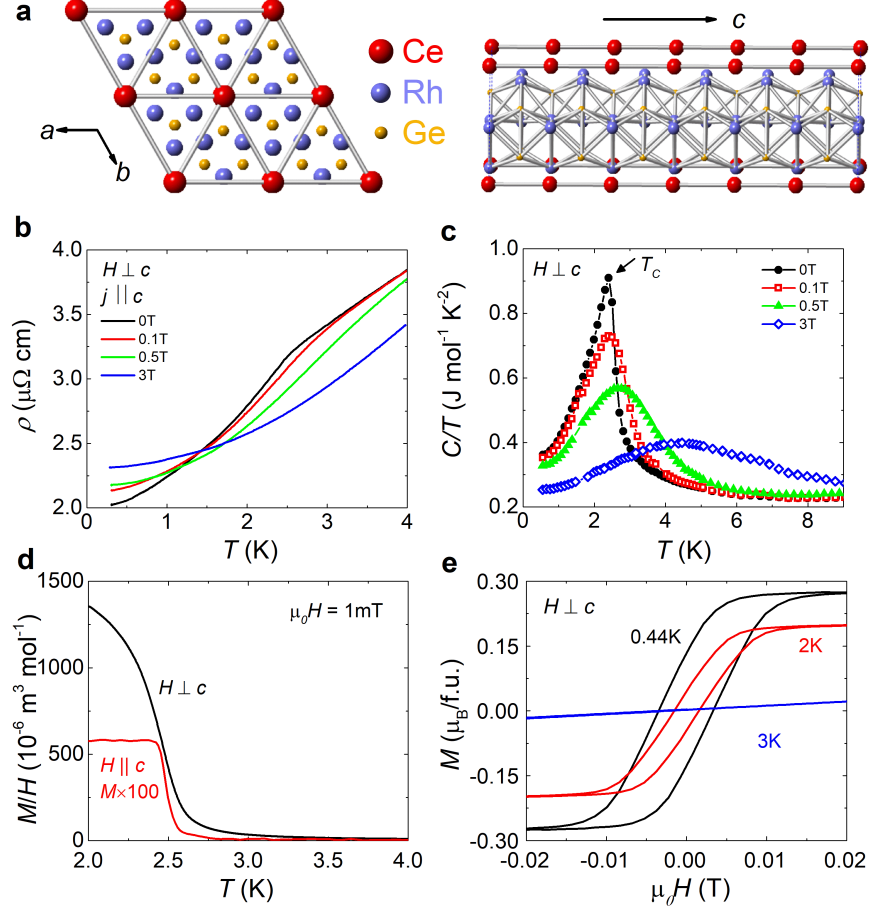 a
Ce
Rh
Ge
a
b
c
b
H ⊥ c
j || c
0T
0.1T
0.5T
3T
4.0
3.5
3.0
2.5
2.0
0
1
2
3
4
ρ (μΩ cm)
T (K)
c
H ⊥ c
T_C
0T
0.1T
0.5T
3T
1.0
0.8
0.6
0.4
0.2
0
2
4
6
8
C/T (J mol⁻¹ K⁻²)
T (K)
d
μ₀H = 1mT
H ⊥ c
H || c
M×100
1500
1000
500
0
2.0
2.5
3.0
3.5
4.0
M/H (10⁻⁶ m³ mol⁻¹)
T (K)
e
H ⊥ c
0.44K
2K
3K
0.30
0.15
0.00
-0.15
-0.30
-0.02
-0.01
0.00
0.01
0.02
M (μ_B/f.u.)
μ₀H (T)